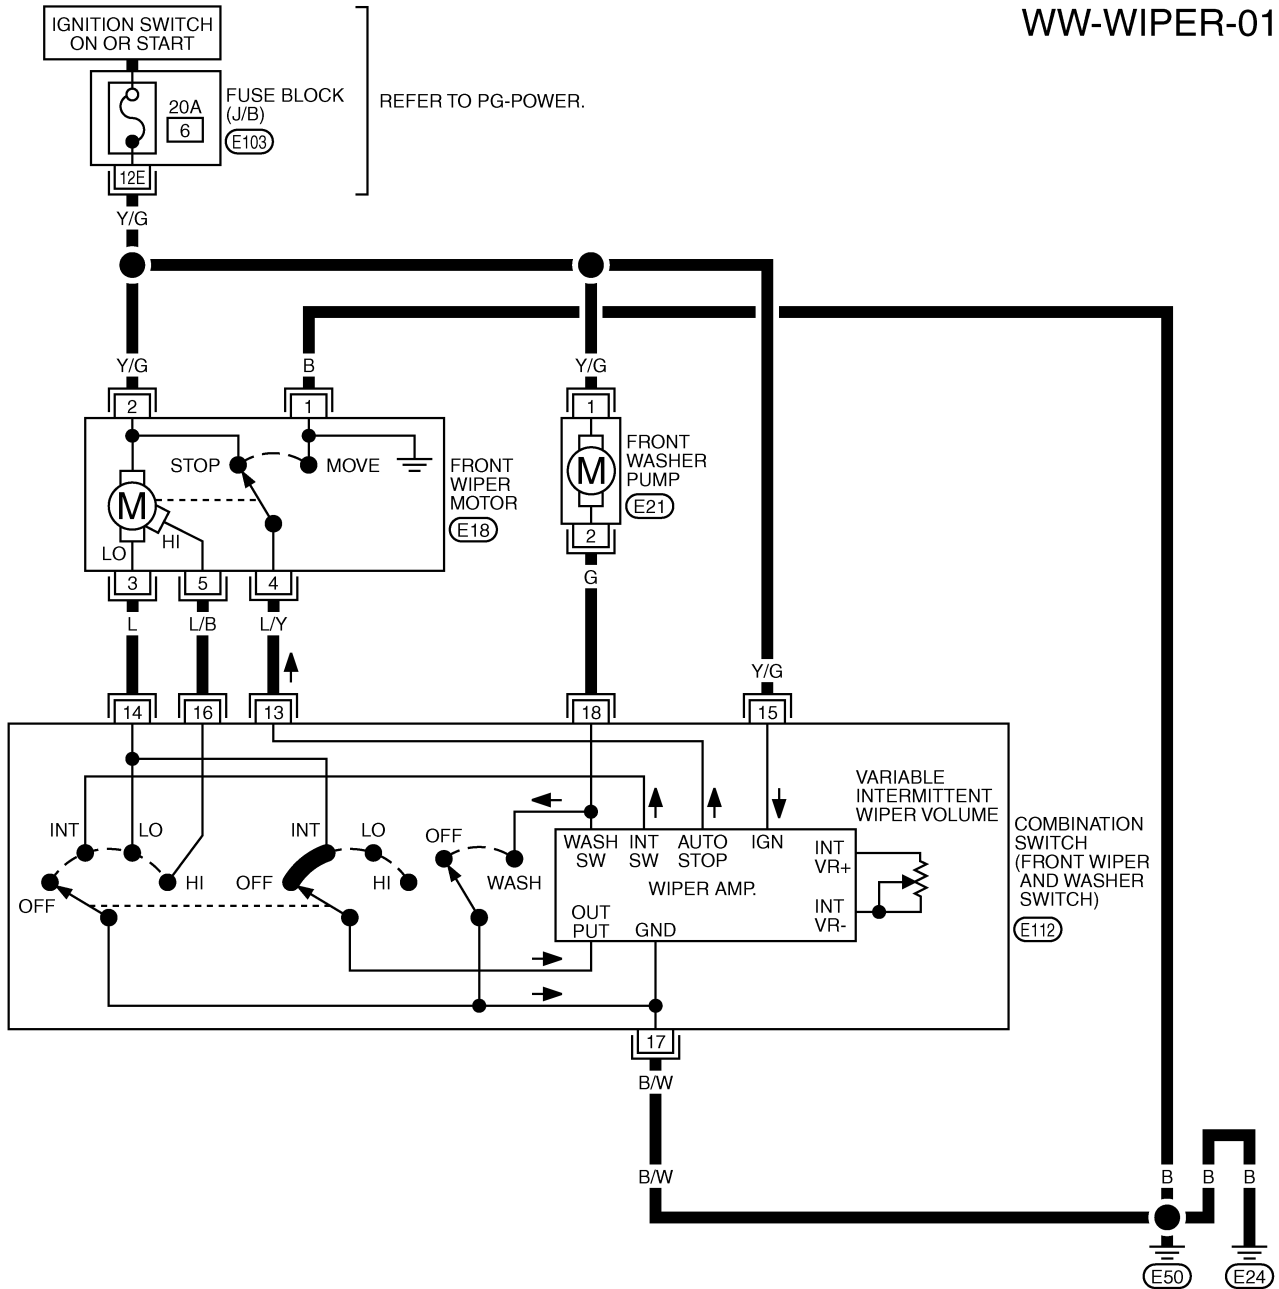 WW-WIPER-01
IGNITION SWITCH
ON OR START
20A
6
FUSE BLOCK
(J/B)
E103
REFER TO PG-POWER.
12E
Y/G
Y/G
B
Y/G
2
1
1
STOP
MOVE
M
HI
LO
FRONT
WIPER
MOTOR
E18
M
FRONT
WASHER
PUMP
E21
2
G
3
5
4
L
L/B
L/Y
Y/G
14
16
13
18
15
INT
LO
HI
OFF
INT
LO
HI
OFF
OFF
WASH
WASH
SW
INT
SW
AUTO
STOP
IGN
WIPER AMP.
OUT
PUT
GND
INT
VR+
INT
VR-
VARIABLE
INTERMITTENT
WIPER VOLUME
COMBINATION
SWITCH
(FRONT WIPER
AND WASHER
SWITCH)
E112
17
B/W
B/W
B
B
B
E50
E24